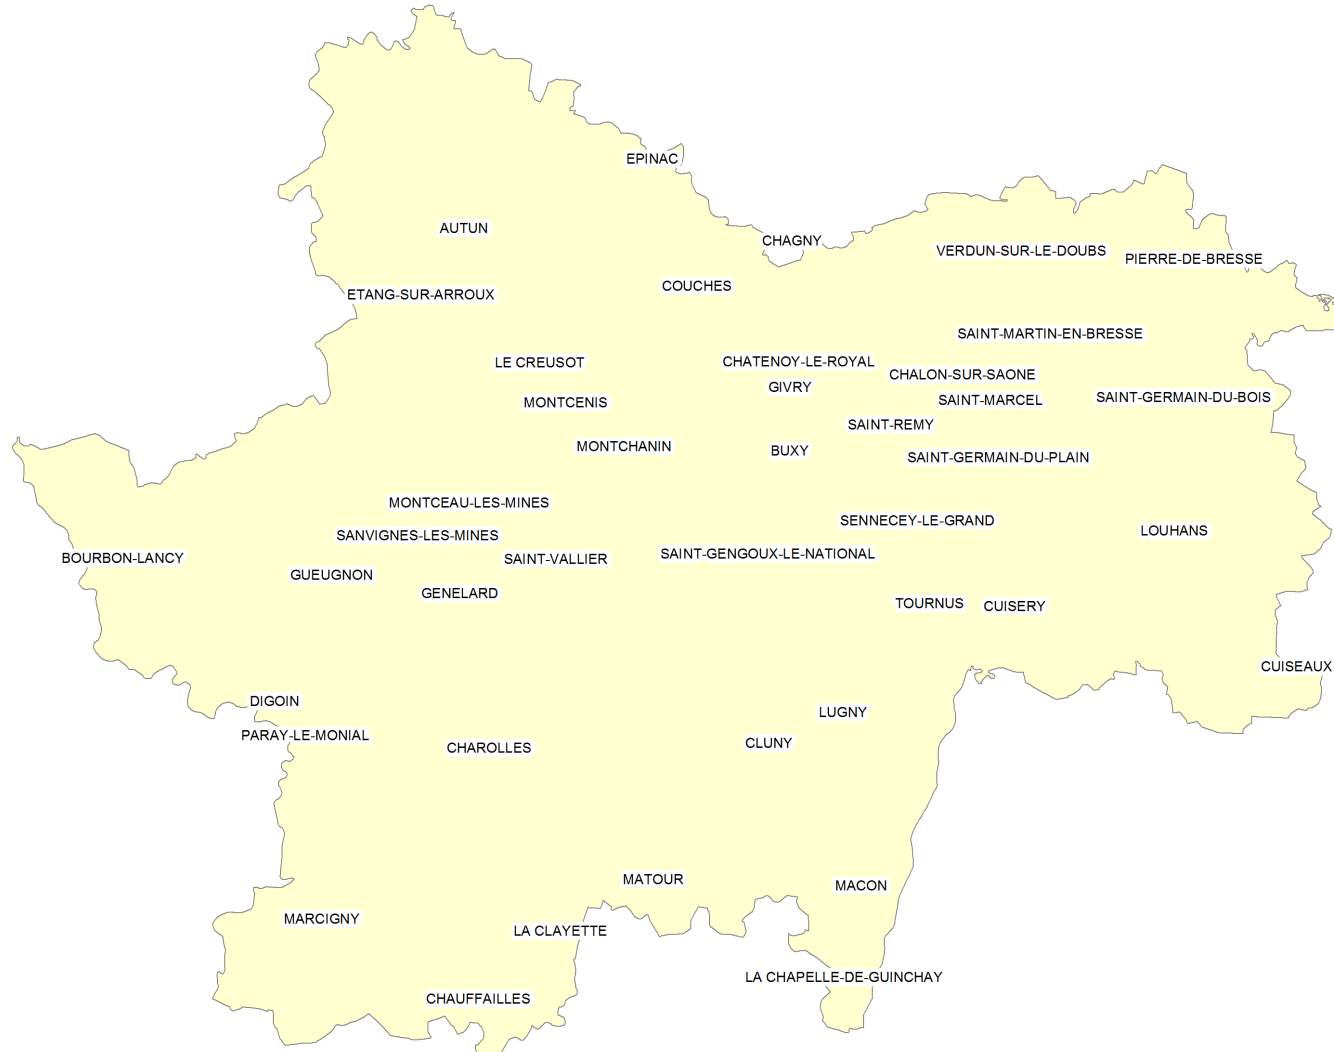 EPINAC
AUTUN
CHAGNY
VERDUN-SUR-LE-DOUBS
PIERRE-DE-BRESSE
COUCHES
ETANG-SUR-ARROUX
SAINT-MARTIN-EN-BRESSE
LE CREUSOT
CHATENOY-LE-ROYAL
CHALON-SUR-SAONE
GIVRY
SAINT-GERMAIN-DU-BOIS
MONTCENIS
SAINT-MARCEL
SAINT-REMY
MONTCHANIN
BUXY
SAINT-GERMAIN-DU-PLAIN
MONTCEAU-LES-MINES
SENNECEY-LE-GRAND
LOUHANS
SANVIGNES-LES-MINES
SAINT-GENGOUX-LE-NATIONAL
BOURBON-LANCY
SAINT-VALLIER
GUEUGNON
GENELARD
TOURNUS
CUISERY
CUISEAUX
DIGOIN
LUGNY
PARAY-LE-MONIAL
CLUNY
CHAROLLES
MATOUR
MACON
MARCIGNY
LA CLAYETTE
LA CHAPELLE-DE-GUINCHAY
CHAUFFAILLES